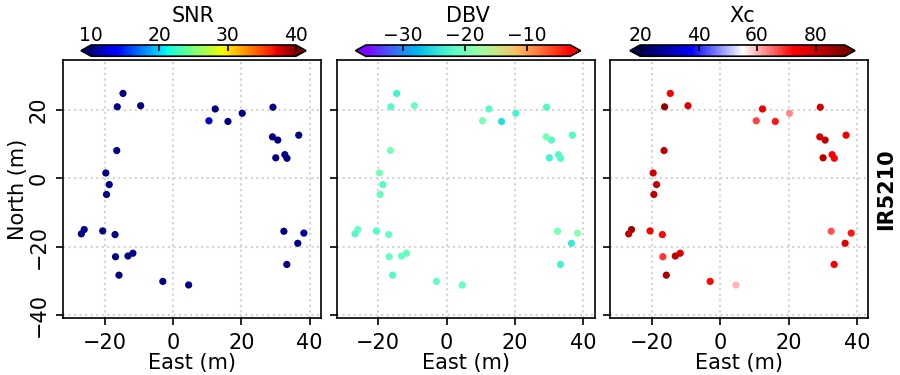 SNR DBV Xc
10 20 30 40 −30 −20 −10 20 40 60 80
North (m)
20
0
−20
−40
−20 0 20 40 −20 0 20 40 −20 0 20 40
East (m) East (m) East (m)
IR5210